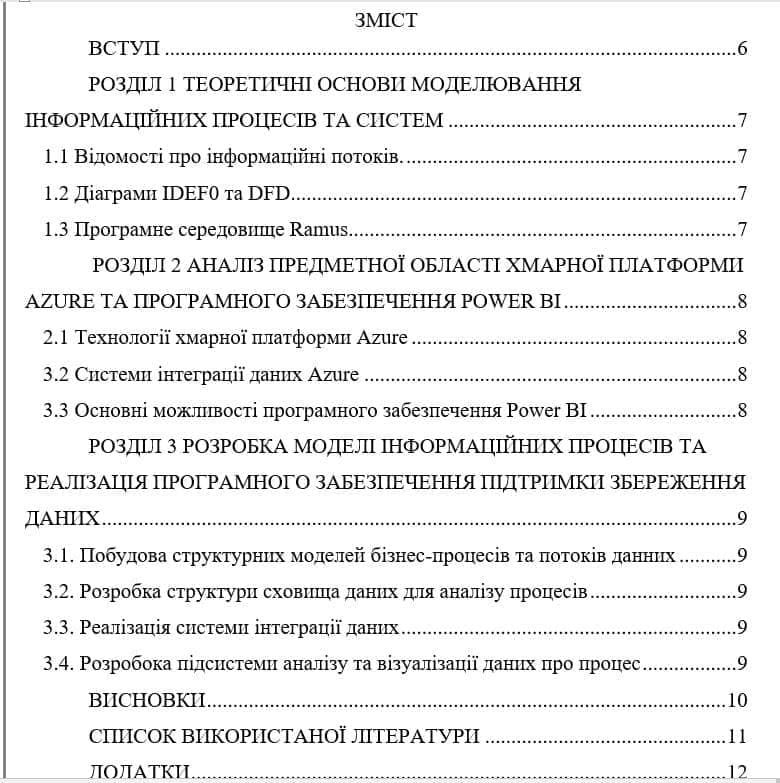 ЗМІСТ
ВСТУП ........................................................................................................6
РОЗДІЛ 1 ТЕОРЕТИЧНІ ОСНОВИ МОДЕЛЮВАННЯ
ІНФОРМАЦІЙНИХ ПРОЦЕСІВ ТА СИСТЕМ ....................................................7
1.1 Відомості про інформаційні потоків.............................................................7
1.2 Діаграми IDEF0 та DFD.................................................................................7
1.3 Програмне середовище Ramus......................................................................7
РОЗДІЛ 2 АНАЛІЗ ПРЕДМЕТНОЇ ОБЛАСТІ ХМАРНОЇ ПЛАТФОРМИ
AZURE ТА ПРОГРАМНОГО ЗАБЕЗПЕЧЕННЯ POWER BI...............................8
2.1 Технології хмарної платформи Azure ...........................................................8
3.2 Системи інтеграції даних Azure ....................................................................8
3.3 Основні можливості програмного забезпечення Power BI...........................8
РОЗДІЛ 3 РОЗРОБКА МОДЕЛІ ІНФОРМАЦІЙНИХ ПРОЦЕСІВ ТА
РЕАЛІЗАЦІЯ ПРОГРАМНОГО ЗАБЕЗПЕЧЕННЯ ПІДТРИМКИ ЗБЕРЕЖЕННЯ
ДАНИХ...................................................................................................................9
3.1. Побудова структурних моделей бізнес-процесів та потоків данних ...........9
3.2. Розробка структури сховища даних для аналізу процесів...........................9
3.3. Реалізація системи інтеграції даних.............................................................9
3.4. Розробока підсистеми аналізу та візуалізації даних про процес.................9
ВИСНОВКИ..............................................................................................10
СПИСОК ВИКОРИСТАНОЇ ЛІТЕРАТУРИ ............................................11
ДОДАТКИ.................................................................................................12